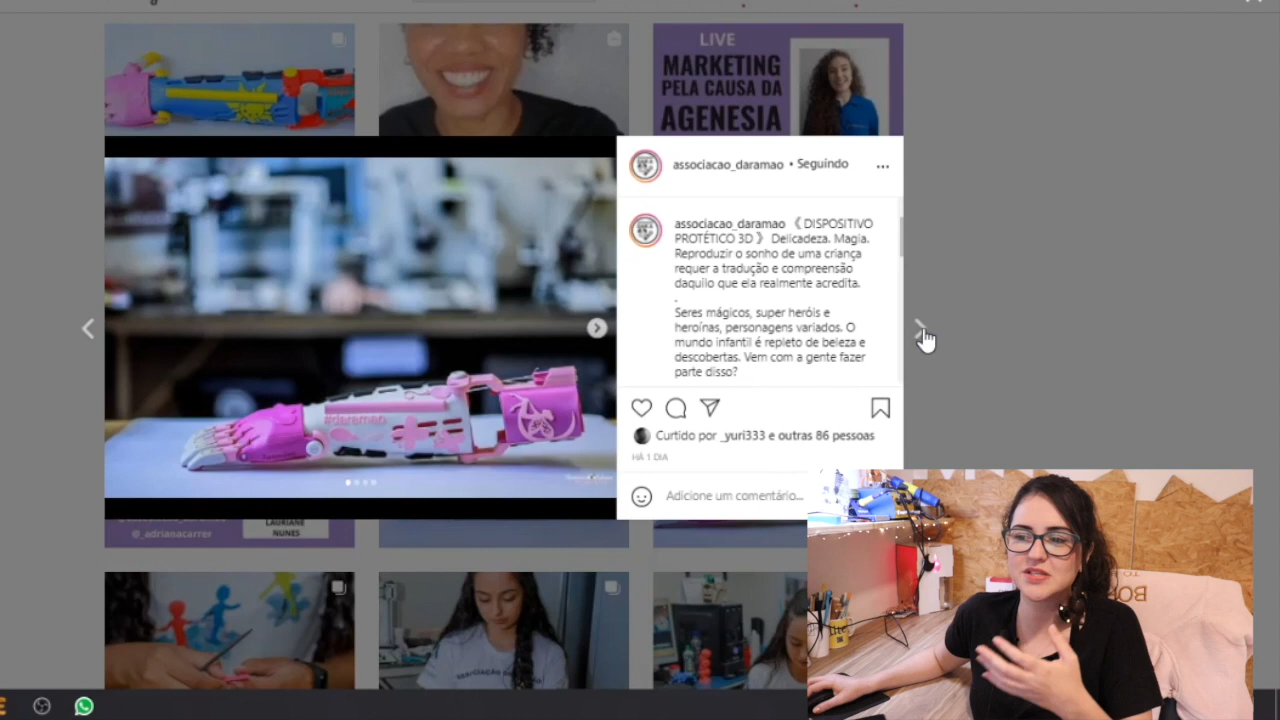 LIVE
MARKETING
PELA CAUSA DA
AGENESIA
associacao_daramao • Seguindo
associacao_daramao 《 DISPOSITIVO
PROTÉTICO 3D 》 Delicadeza. Magia.
Reproduzir o sonho de uma criança
requer a tradução e compreensão
daquilo que ela realmente acredita.
.
Seres mágicos, super heróis e
heroínas, personagens variados. O
mundo infantil é repleto de beleza e
descobertas. Vem com a gente fazer
parte disso?
#daremao
Curtido por _yuri333 e outras 86 pessoas
HÁ 1 DIA
Adicione um comentário...
LAURIANE
NUNES
@_adrianacarrer